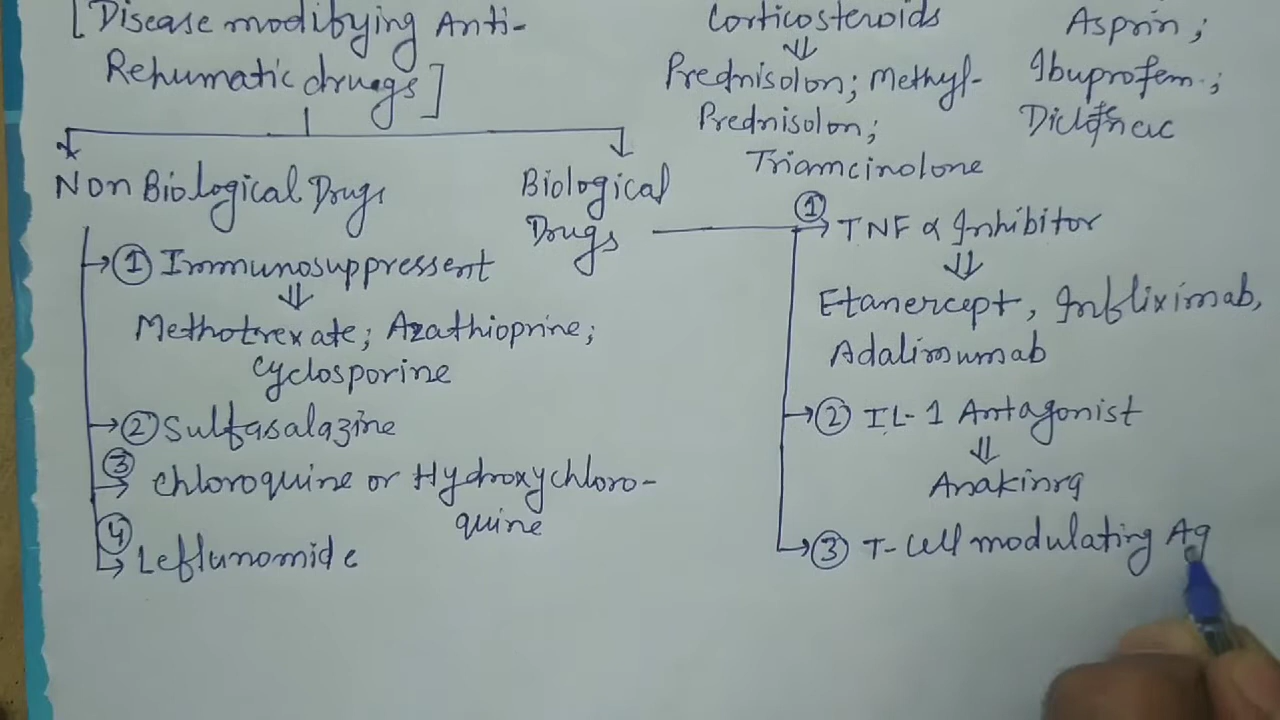 [Disease modifying Anti-
Rehumatic drugs]
Corticosteroids
⇓
Prednisolon; Methyl-
Prednisolon;
Triamcinolone
Asprin;
Ibuprofem.;
Diclofenac
Non Biological Drugs
① Immunosuppressent
⇓
Methotrexate; Azathioprine;
Cyclosporine
② Sulfasalazine
③ chloroquine or Hydroxychloro-
quine
④ Leflunomide
Biological
Drugs
① TNF α Inhibitor
⇓
Etanercept, Infliximab,
Adalimumab
② IL-1 Antagonist
⇓
Anakinra
③ T-cell modulating Ag